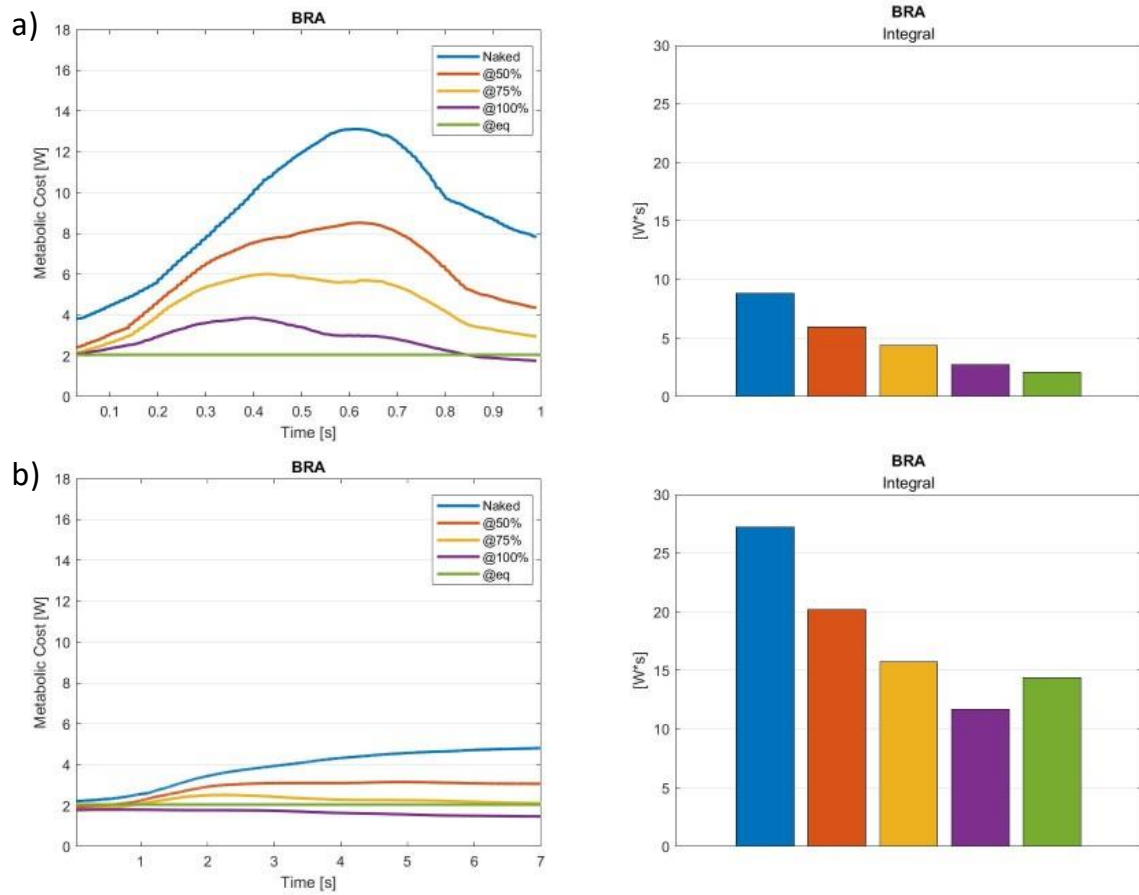 a)
BRA
18
16
14
12
10
8
6
4
2
0
Metabolic Cost [W]
Naked
@50%
@75%
@100%
@eq
0.1 0.2 0.3 0.4 0.5 0.6 0.7 0.8 0.9 1
Time [s]
BRA
Integral
30
25
20
15
10
5
0
[W*s]
b)
BRA
18
16
14
12
10
8
6
4
2
0
Metabolic Cost [W]
Naked
@50%
@75%
@100%
@eq
1 2 3 4 5 6 7
Time [s]
BRA
Integral
30
25
20
15
10
5
0
[W*s]